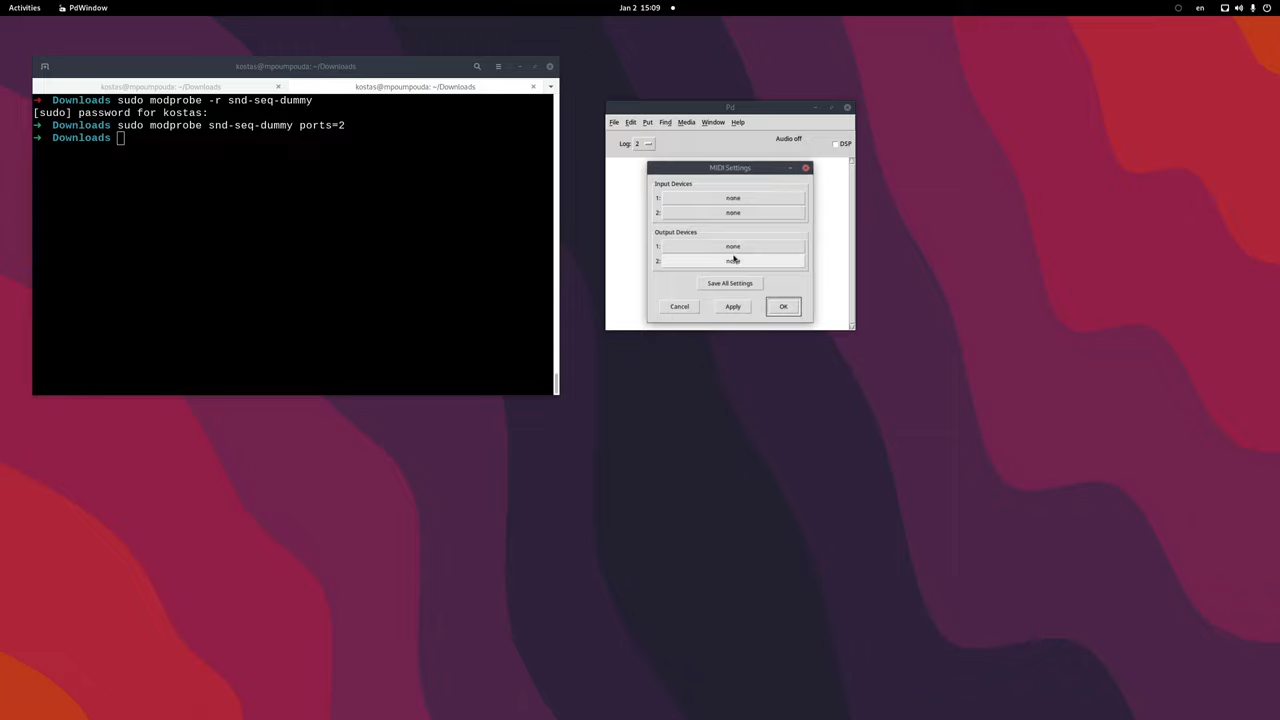 Activities
PdWindow
Jan 2 15:09
en
kostas@mpoumpouda: ~/Downloads
kostas@mpoumpouda: ~/Downloads
kostas@mpoumpouda: ~/Downloads
➜ Downloads sudo modprobe -r snd-seq-dummy
[sudo] password for kostas:
➜ Downloads sudo modprobe snd-seq-dummy ports=2
➜ Downloads
Pd
File Edit Put Find Media Window Help
Log: 2
Audio off
DSP
MIDI Settings
Input Devices
1: none
2: none
Output Devices
1: none
2: none
Save All Settings
Cancel
Apply
OK